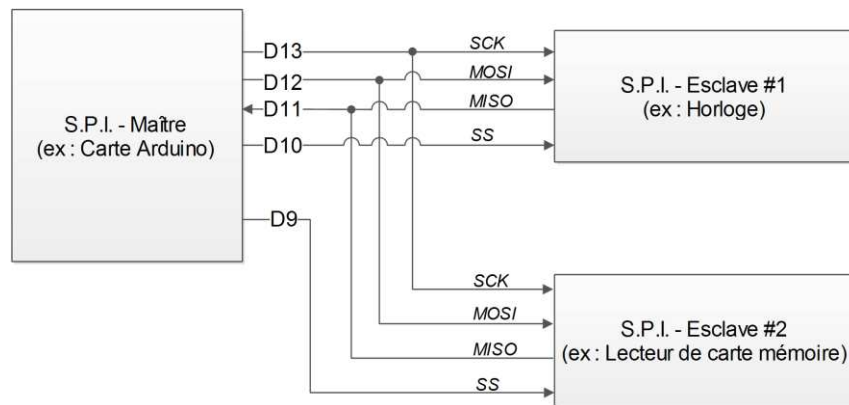 S.P.I. - Maître
(ex : Carte Arduino)
D13
D12
D11
D10
D9
SCK
MOSI
MISO
SS
S.P.I. - Esclave #1
(ex : Horloge)
SCK
MOSI
MISO
SS
S.P.I. - Esclave #2
(ex : Lecteur de carte mémoire)